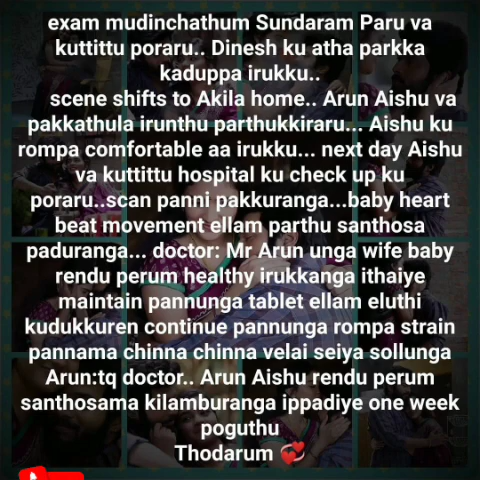 exam mudinchathum Sundaram Paru va
kuttittu poraru.. Dinesh ku atha parkka
kaduppa irukku..
scene shifts to Akila home.. Arun Aishu va
pakkathula irunthu parthukkiraru... Aishu ku
rompa comfortable aa irukku... next day Aishu
va kuttittu hospital ku check up ku
poraru..scan panni pakkuranga...baby heart
beat movement ellam parthu santhosa
paduranga... doctor: Mr Arun unga wife baby
rendu perum healthy irukkanga ithaiye
maintain pannunga tablet ellam eluthi
kudukkuren continue pannunga rompa strain
pannama chinna chinna velai seiya sollunga
Arun:tq doctor.. Arun Aishu rendu perum
santhosama kilamburanga ippadiye one week
poguthu
Thodarum 💞